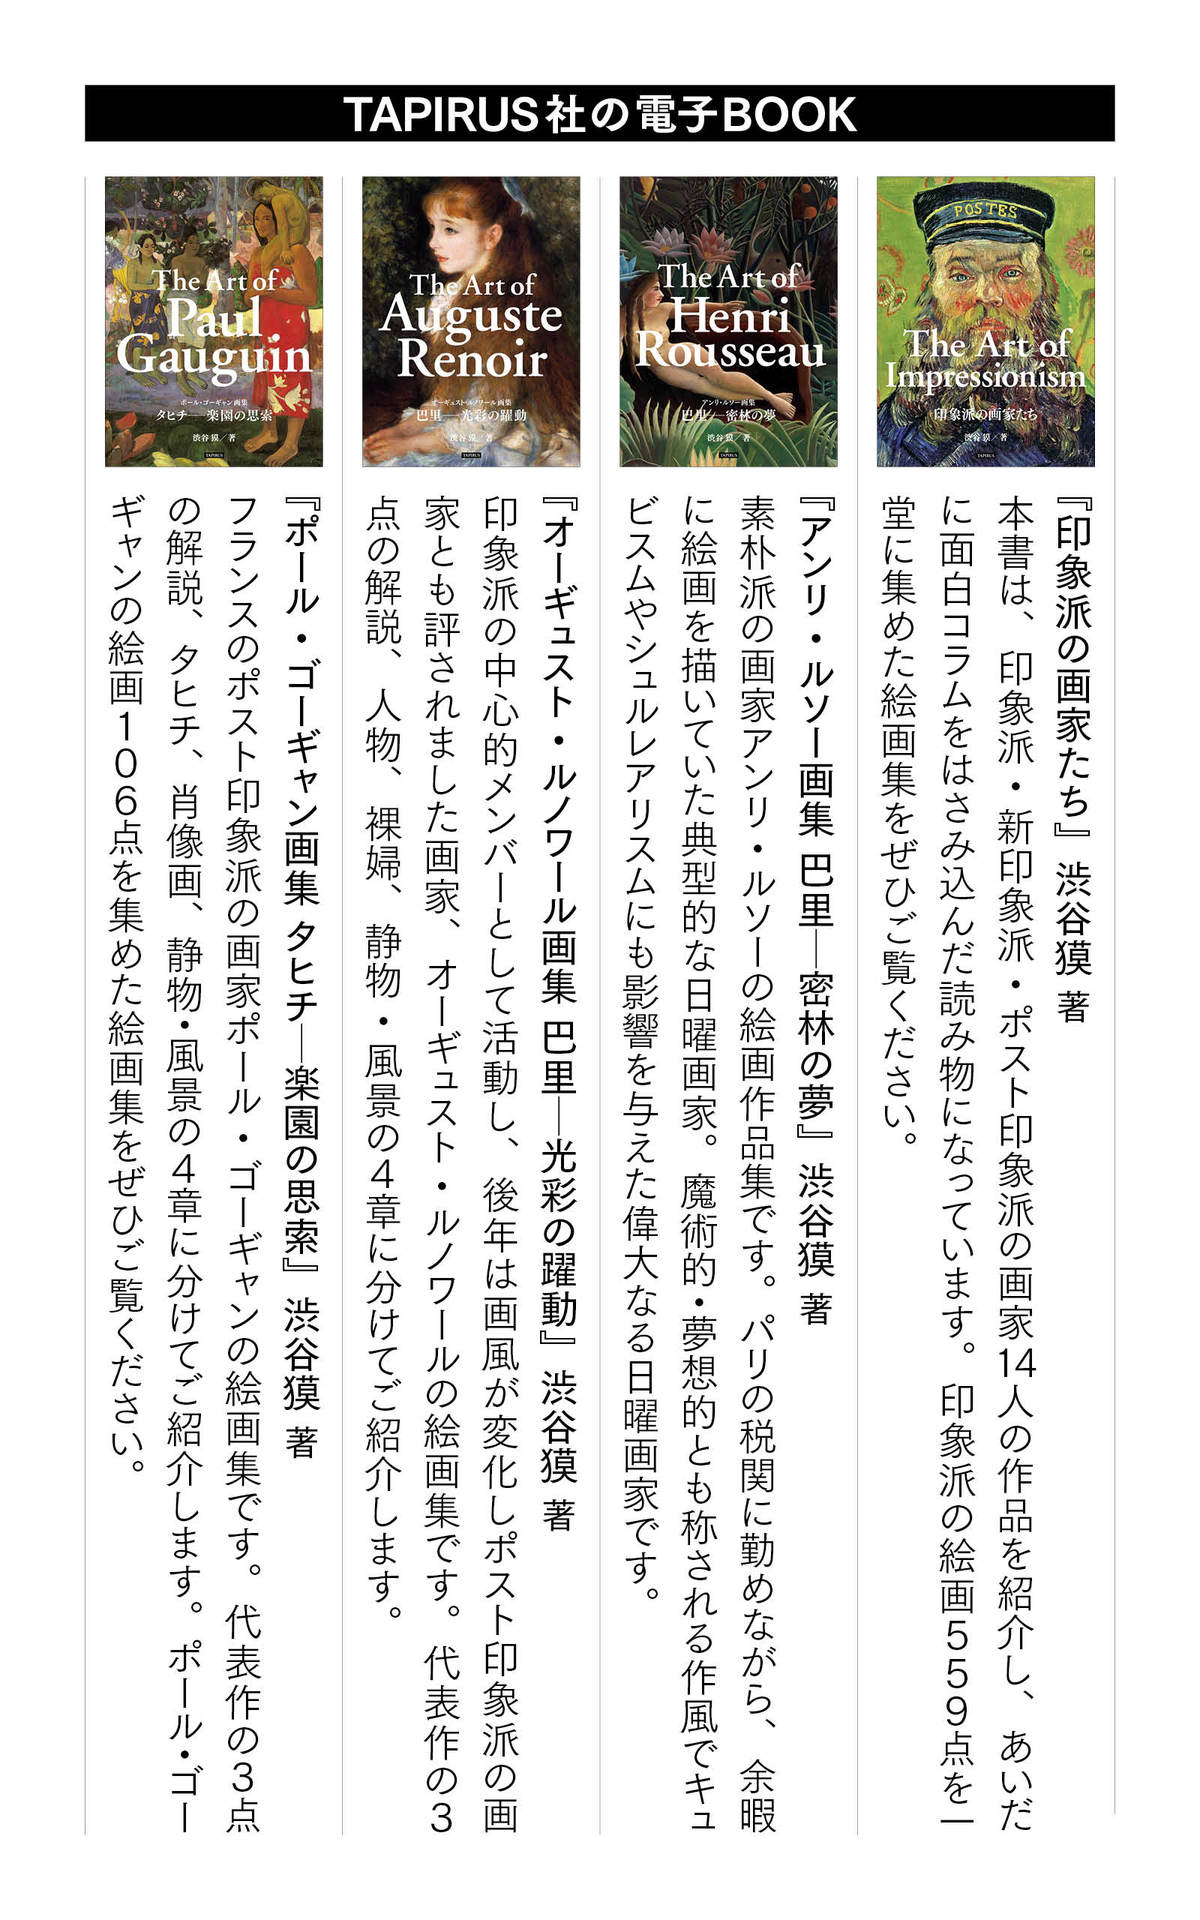 TAPIRUS社の電子BOOK
POSTES
The Art of
Impressionism
印象派の画家たち
渋谷 獏／著
TAPIRUS
『印象派の画家たち』 渋谷獏 著
本書は、印象派・新印象派・ポスト印象派の画家14人の作品を紹介し、あいだ
に面白コラムをはさみ込んだ読み物になっています。印象派の絵画559点を一
堂に集めた絵画集をぜひご覧ください。
The Art of
Henri
Rousseau
アンリ・ルソー画集
巴里―密林の夢
渋谷 獏／著
『アンリ・ルソー画集 巴里―密林の夢』 渋谷獏 著
素朴派の画家アンリ・ルソーの絵画作品集です。パリの税関に勤めながら、余暇
に絵画を描いていた典型的な日曜画家。魔術的・夢想的とも称される作風でキュ
ビスムやシュルレアリスムにも影響を与えた偉大なる日曜画家です。
The Art of
Auguste
Renoir
オーギュスト・ルノワール画集
巴里―光彩の躍動
渋谷 獏／著
TAPIRUS
『オーギュスト・ルノワール画集 巴里―光彩の躍動』 渋谷獏 著
印象派の中心的メンバーとして活動し、後年は画風が変化しポスト印象派の画
家とも評されました画家、オーギュスト・ルノワールの絵画集です。代表作の3
点の解説、人物、裸婦、静物・風景の4章に分けてご紹介します。
The Art of
Paul
Gauguin
ポール・ゴーギャン画集
タヒチ―楽園の思索
渋谷 獏／著
TAPIRUS
『ポール・ゴーギャン画集 タヒチ―楽園の思索』 渋谷獏 著
フランスのポスト印象派の画家ポール・ゴーギャンの絵画集です。代表作の3点
の解説、タヒチ、肖像画、静物・風景の4章に分けてご紹介します。ポール・ゴー
ギャンの絵画106点を集めた絵画集をぜひご覧ください。